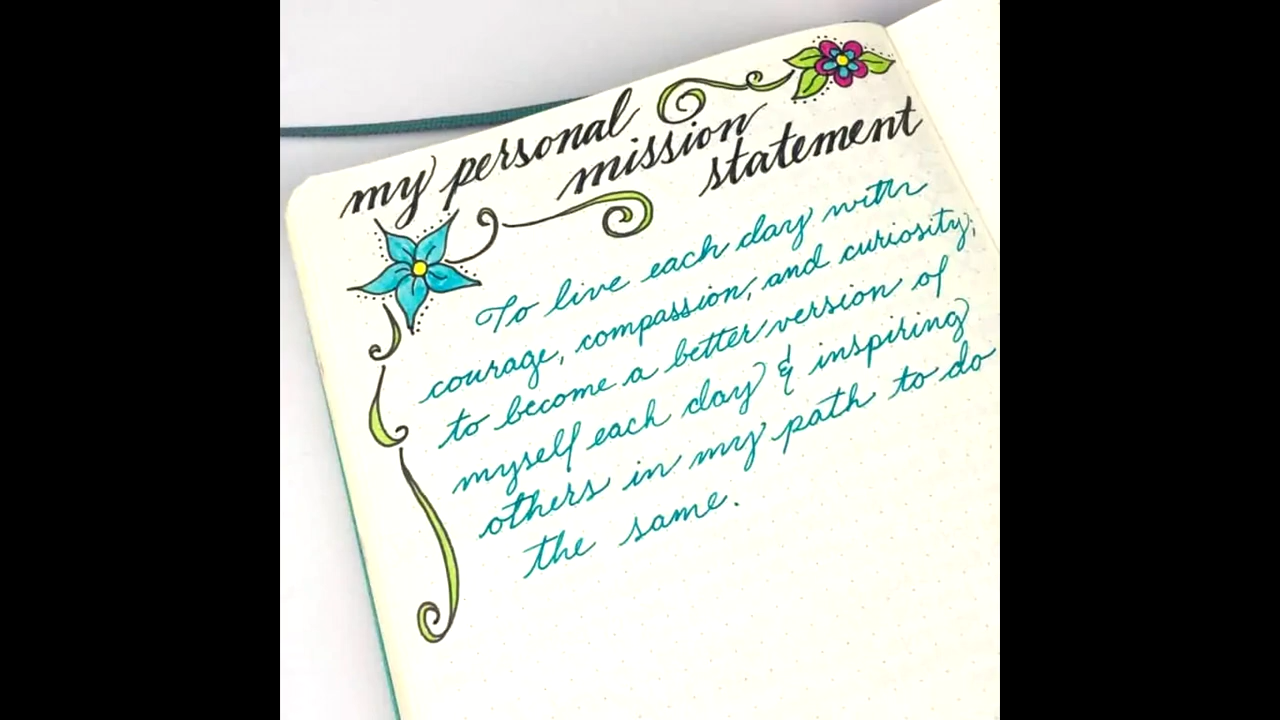 my personal
mission
statement
To live each day with
courage, compassion, and curiosity;
to become a better version of
myself each day & inspiring
others in my path to do
the same.